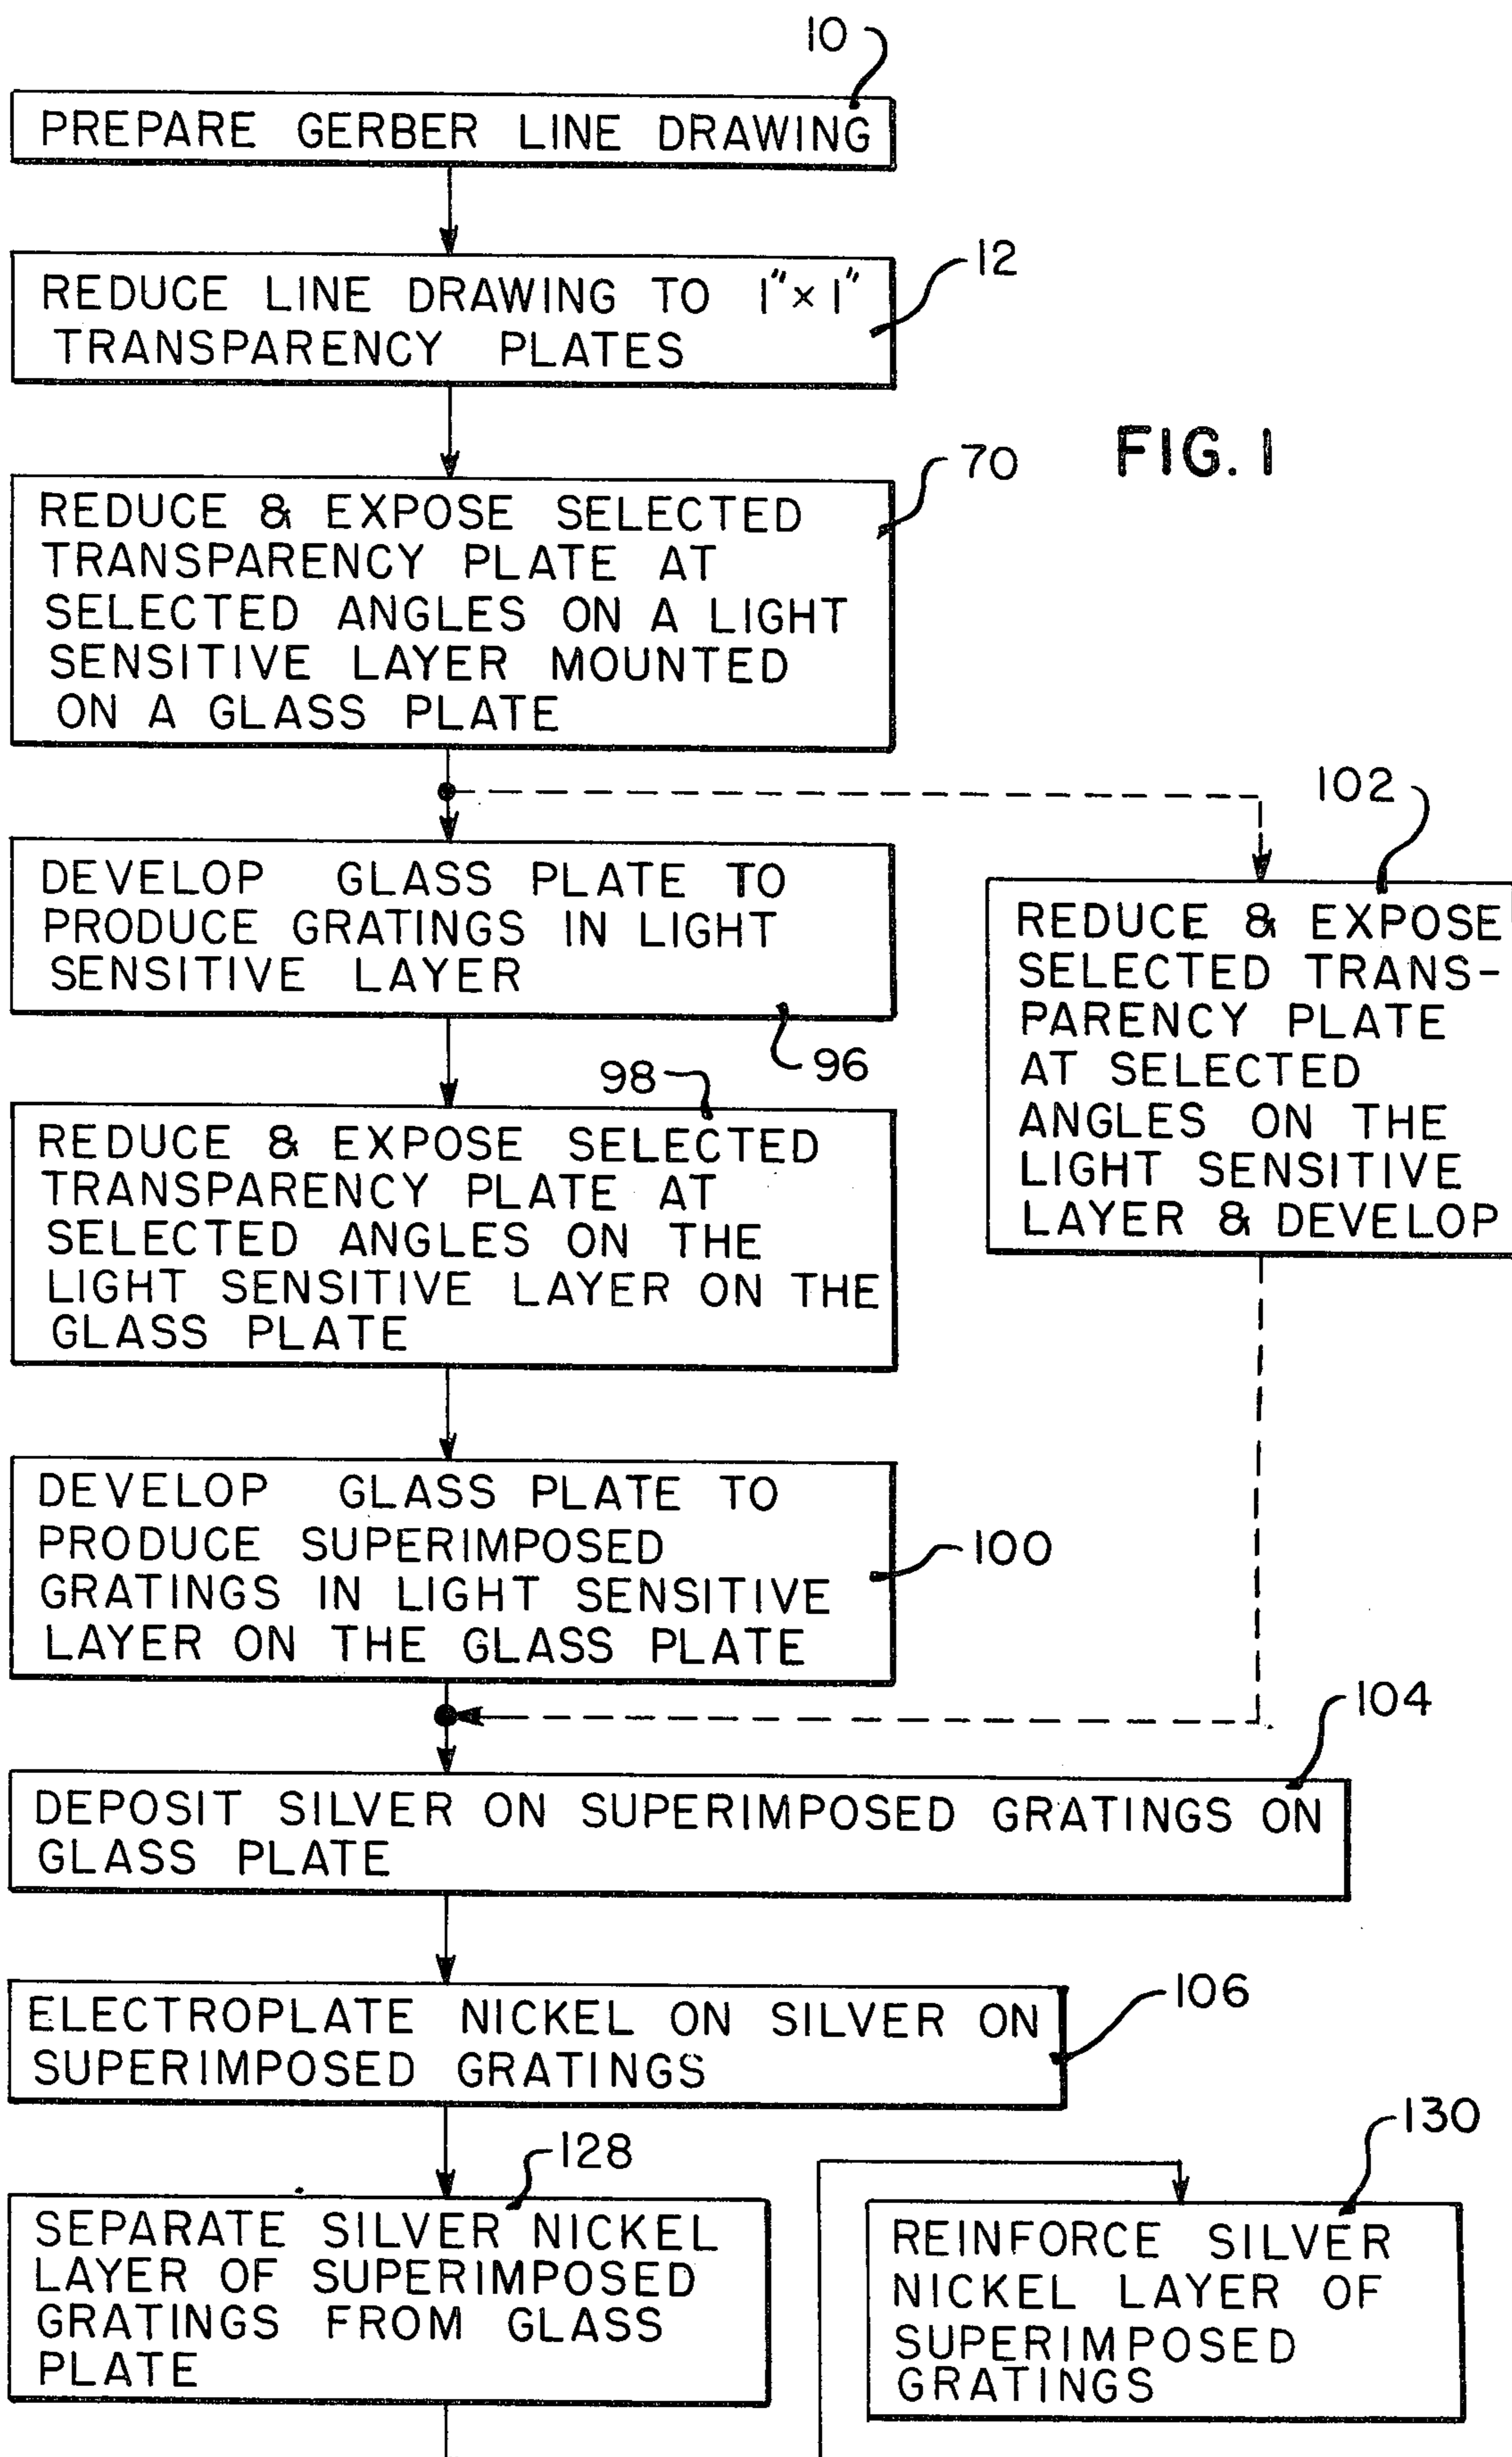 10
PREPARE GERBER LINE DRAWING
12
REDUCE LINE DRAWING TO 1"x 1"
TRANSPARENCY PLATES
FIG. 1
70
REDUCE & EXPOSE SELECTED
TRANSPARENCY PLATE AT
SELECTED ANGLES ON A LIGHT
SENSITIVE LAYER MOUNTED
ON A GLASS PLATE
DEVELOP GLASS PLATE TO
PRODUCE GRATINGS IN LIGHT
SENSITIVE LAYER
96
102
REDUCE & EXPOSE
SELECTED TRANS-
PARENCY PLATE
AT SELECTED
ANGLES ON THE
LIGHT SENSITIVE
LAYER & DEVELOP
98
REDUCE & EXPOSE SELECTED
TRANSPARENCY PLATE AT
SELECTED ANGLES ON THE
LIGHT SENSITIVE LAYER ON THE
GLASS PLATE
DEVELOP GLASS PLATE TO
PRODUCE SUPERIMPOSED
GRATINGS IN LIGHT SENSITIVE
LAYER ON THE GLASS PLATE
100
104
DEPOSIT SILVER ON SUPERIMPOSED GRATINGS ON
GLASS PLATE
106
ELECTROPLATE NICKEL ON SILVER ON
SUPERIMPOSED GRATINGS
128
SEPARATE SILVER NICKEL
LAYER OF SUPERIMPOSED
GRATINGS FROM GLASS
PLATE
130
REINFORCE SILVER
NICKEL LAYER OF
SUPERIMPOSED
GRATINGS